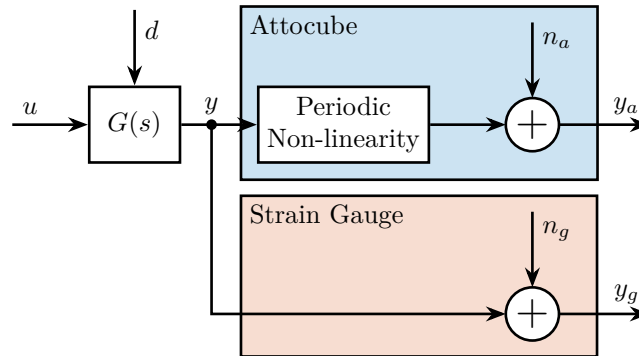 Attocube
d
n_a
u
G(s)
y
Periodic
Non-linearity
+
y_a
Strain Gauge
n_g
+
y_g